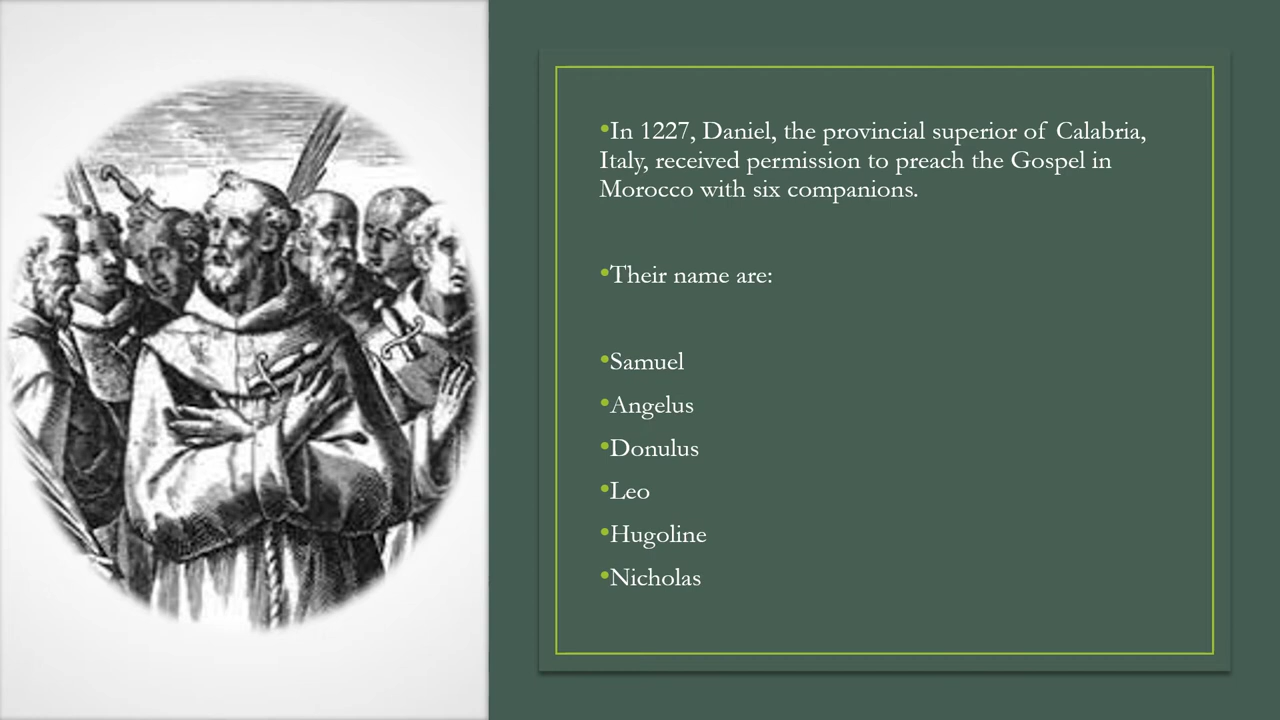 •In 1227, Daniel, the provincial superior of Calabria,
Italy, received permission to preach the Gospel in
Morocco with six companions.
•Their name are:
•Samuel
•Angelus
•Donulus
•Leo
•Hugoline
•Nicholas